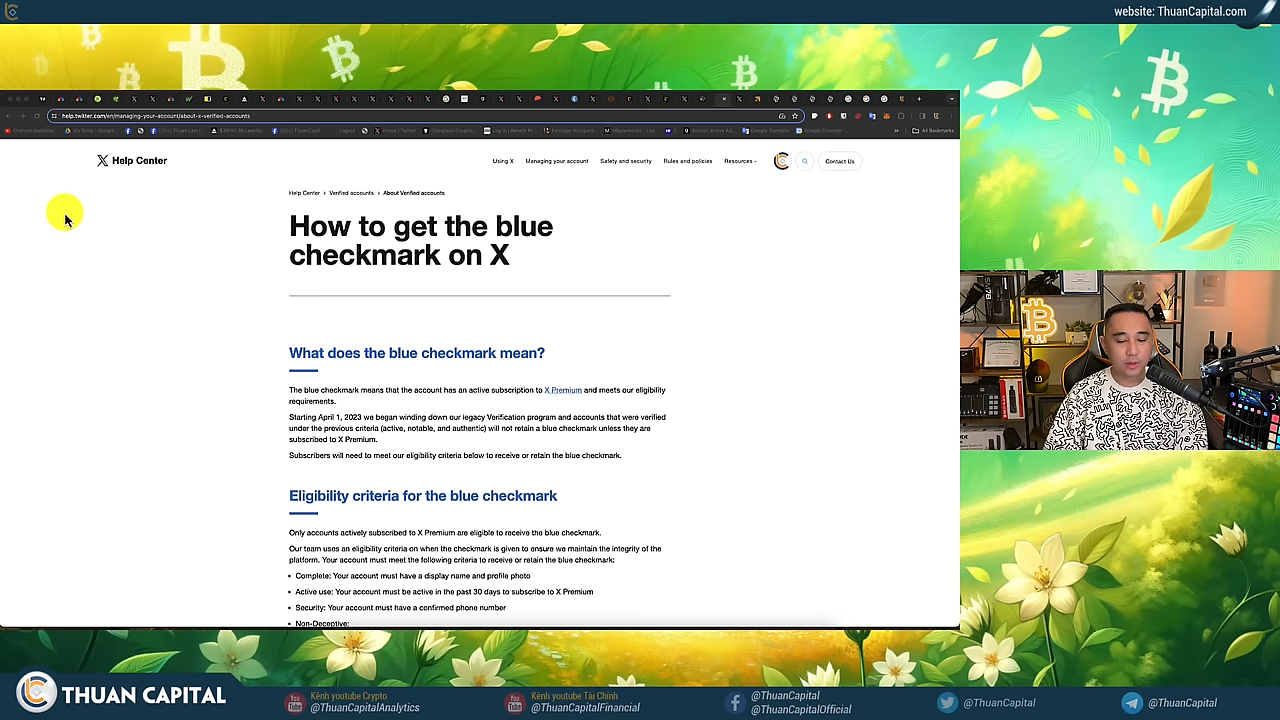 website: ThuanCapital.com
help.twitter.com/en/managing-your-account/about-x-verified-accounts
All Bookmarks
X Help Center
Using X
Managing your account
Safety and security
Rules and policies
Resources
Contact Us
Help Center › Verified accounts › About Verified accounts
How to get the blue
checkmark on X
What does the blue checkmark mean?
The blue checkmark means that the account has an active subscription to X Premium and meets our eligibility
requirements.
Starting April 1, 2023 we began winding down our legacy Verification program and accounts that were verified
under the previous criteria (active, notable, and authentic) will not retain a blue checkmark unless they are
subscribed to X Premium.
Subscribers will need to meet our eligibility criteria below to receive or retain the blue checkmark.
Eligibility criteria for the blue checkmark
Only accounts actively subscribed to X Premium are eligible to receive the blue checkmark.
Our team uses an eligibility criteria on when the checkmark is given to ensure we maintain the integrity of the
platform. Your account must meet the following criteria to receive or retain the blue checkmark:
• Complete: Your account must have a display name and profile photo
• Active use: Your account must be active in the past 30 days to subscribe to X Premium
• Security: Your account must have a confirmed phone number
• Non-Deceptive:
SM7B
THUAN CAPITAL
Kênh youtube Crypto
@ThuanCapitalAnalytics
Kênh youtube Tài Chính
@ThuanCapitalFinancial
@ThuanCapital
@ThuanCapitalOfficial
@ThuanCapital
@ThuanCapital